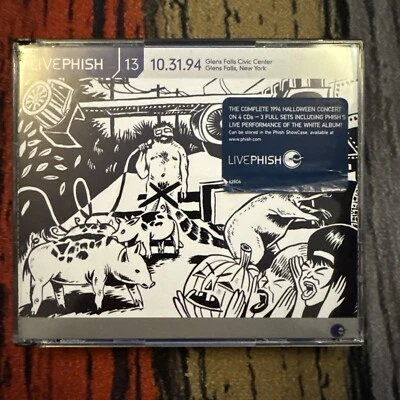 LIVEPHISH 13 10.31.94 Glens Falls Civic Center
Glens Falls, New York
THE COMPLETE 1994 HALLOWEEN CONCERT
ON 4 CDs — 3 FULL SETS INCLUDING PHISH'S
LIVE PERFORMANCE OF THE WHITE ALBUM!
Can be stored in the Phish ShowCase, available at
www.phish.com.
LIVEPHISH